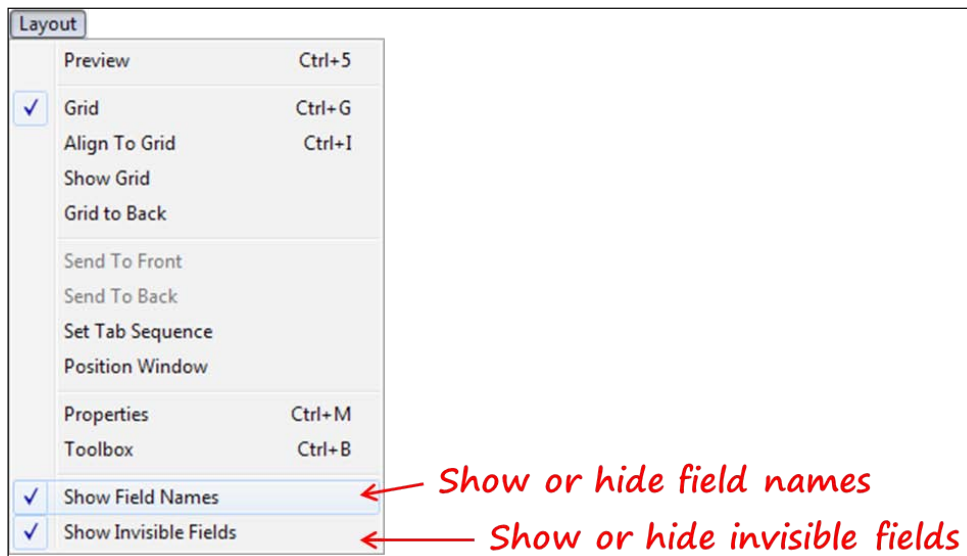 Layout
Preview Ctrl+5
Grid Ctrl+G
Align To Grid Ctrl+I
Show Grid
Grid to Back
Send To Front
Send To Back
Set Tab Sequence
Position Window
Properties Ctrl+M
Toolbox Ctrl+B
Show Field Names Show or hide field names
Show Invisible Fields Show or hide invisible fields